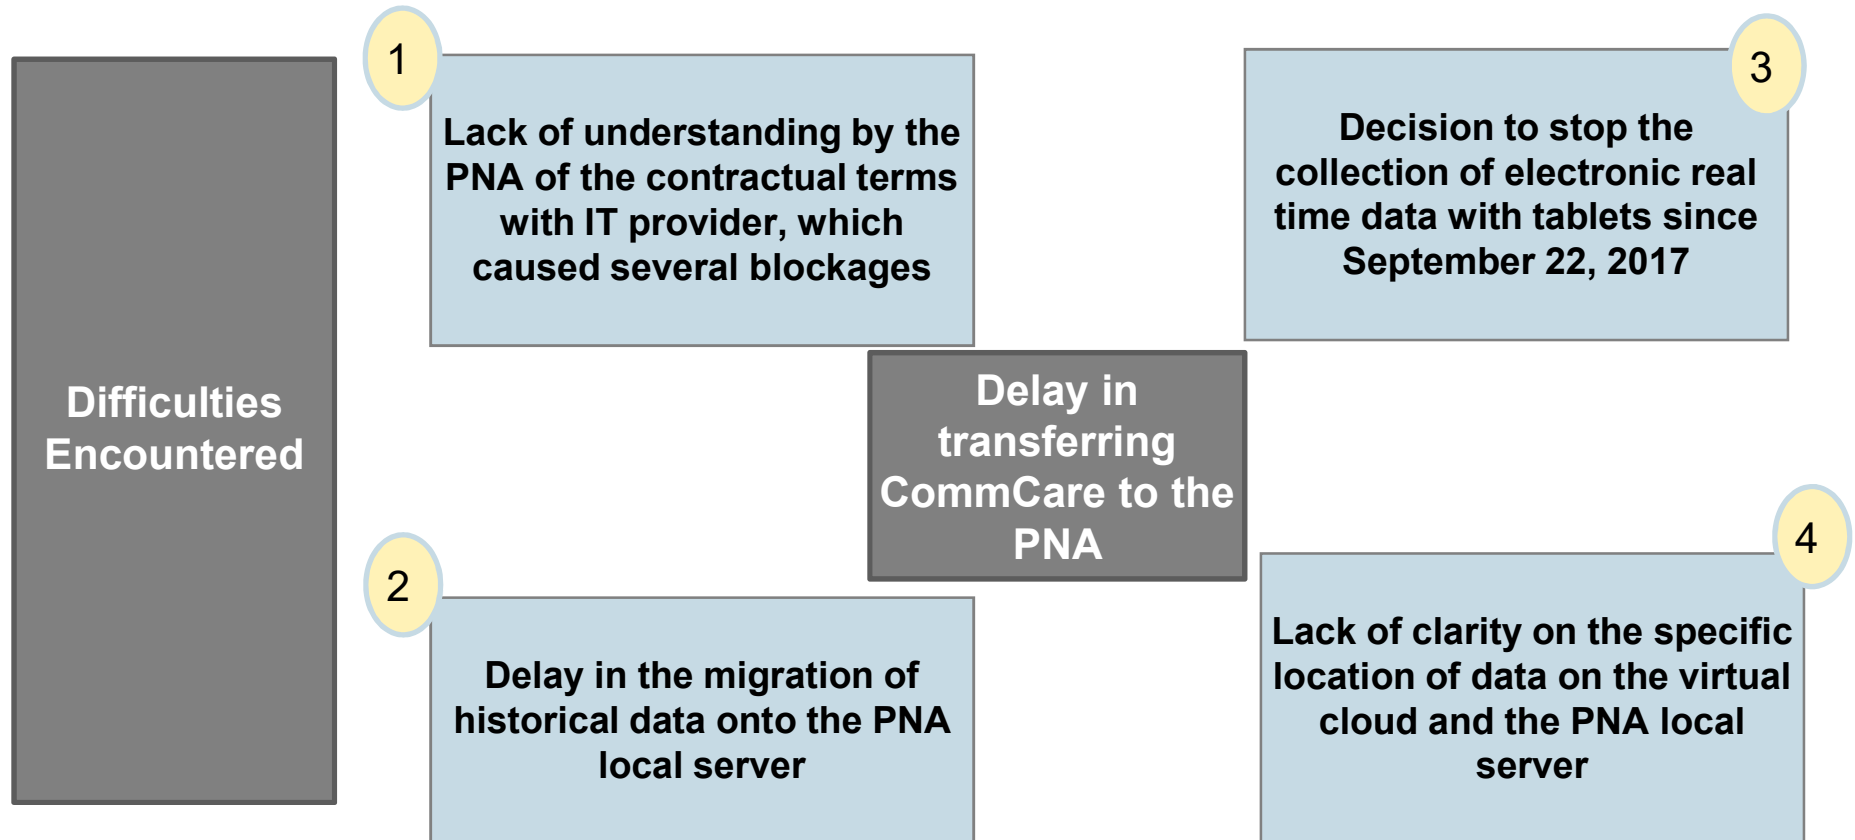 Difficulties
Encountered
1
Lack of understanding by the
PNA of the contractual terms
with IT provider, which
caused several blockages
2
Delay in the migration of
historical data onto the PNA
local server
Delay in
transferring
CommCare to the
PNA
3
Decision to stop the
collection of electronic real
time data with tablets since
September 22, 2017
4
Lack of clarity on the specific
location of data on the virtual
cloud and the PNA local
server